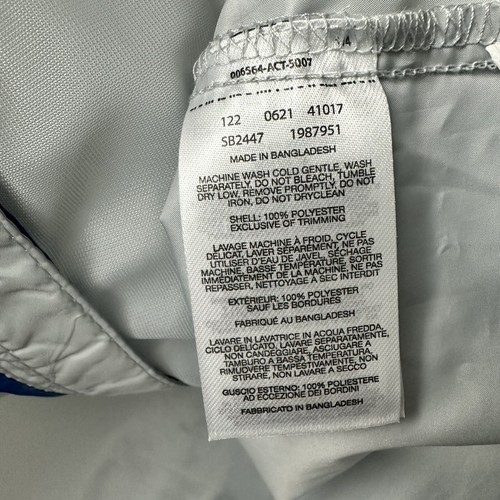 006564-ACT-5007
122 0621 41017
SB2447 1987951
MADE IN BANGLADESH
MACHINE WASH COLD GENTLE, WASH
SEPARATELY, DO NOT BLEACH, TUMBLE
DRY LOW, REMOVE PROMPTLY, DO NOT
IRON, DO NOT DRYCLEAN
SHELL: 100% POLYESTER
EXCLUSIVE OF TRIMMING
LAVAGE MACHINE À FROID, CYCLE
DÉLICAT, LAVER SÉPARÉMENT, NE PAS
UTILISER D'EAU DE JAVEL, SÉCHAGE
MACHINE, BASSE TEMPÉRATURE, SORTIR
IMMÉDIATEMENT DE LA MACHINE, NE PAS
REPASSER, NETTOYAGE À SEC INTERDIT
EXTÉRIEUR: 100% POLYESTER
SAUF LES BORDURES
FABRIQUÉ AU BANGLADESH
LAVARE IN LAVATRICE IN ACQUA FREDDA,
CICLO DELICATO, LAVARE SEPARATAMENTE,
NON CANDEGGIARE, ASCIUGARE A
TAMBURO A BASSA TEMPERATURA,
RIMUOVERE TEMPESTIVAMENTE, NON
STIRARE, NON LAVARE A SECCO
GUSCIO ESTERNO: 100% POLIESTERE
AD ECCEZIONE DEI BORDINI
FABBRICATO IN BANGLADESH